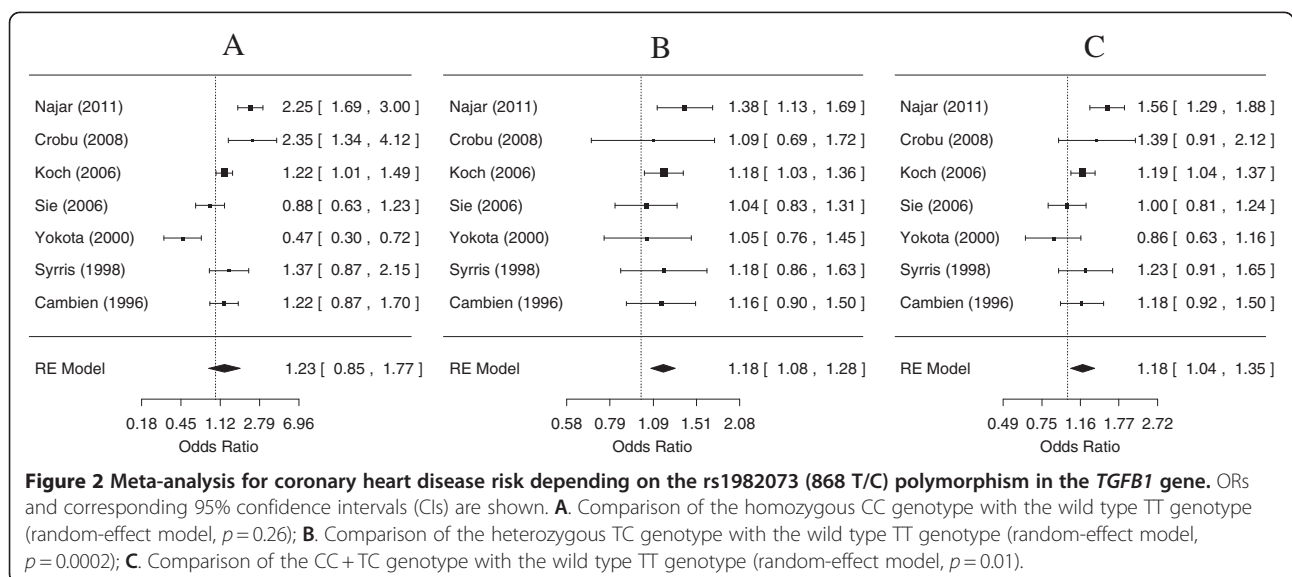 A
Najar (2011) 2.25 [ 1.69 , 3.00 ]
Crobu (2008) 2.35 [ 1.34 , 4.12 ]
Koch (2006) 1.22 [ 1.01 , 1.49 ]
Sie (2006) 0.88 [ 0.63 , 1.23 ]
Yokota (2000) 0.47 [ 0.30 , 0.72 ]
Syrris (1998) 1.37 [ 0.87 , 2.15 ]
Cambien (1996) 1.22 [ 0.87 , 1.70 ]
RE Model 1.23 [ 0.85 , 1.77 ]
0.18 0.45 1.12 2.79 6.96
Odds Ratio
B
Najar (2011) 1.38 [ 1.13 , 1.69 ]
Crobu (2008) 1.09 [ 0.69 , 1.72 ]
Koch (2006) 1.18 [ 1.03 , 1.36 ]
Sie (2006) 1.04 [ 0.83 , 1.31 ]
Yokota (2000) 1.05 [ 0.76 , 1.45 ]
Syrris (1998) 1.18 [ 0.86 , 1.63 ]
Cambien (1996) 1.16 [ 0.90 , 1.50 ]
RE Model 1.18 [ 1.08 , 1.28 ]
0.58 0.79 1.09 1.51 2.08
Odds Ratio
C
Najar (2011) 1.56 [ 1.29 , 1.88 ]
Crobu (2008) 1.39 [ 0.91 , 2.12 ]
Koch (2006) 1.19 [ 1.04 , 1.37 ]
Sie (2006) 1.00 [ 0.81 , 1.24 ]
Yokota (2000) 0.86 [ 0.63 , 1.16 ]
Syrris (1998) 1.23 [ 0.91 , 1.65 ]
Cambien (1996) 1.18 [ 0.92 , 1.50 ]
RE Model 1.18 [ 1.04 , 1.35 ]
0.49 0.75 1.16 1.77 2.72
Odds Ratio
Figure 2 Meta-analysis for coronary heart disease risk depending on the rs1982073 (868 T/C) polymorphism in the TGFB1 gene. ORs
and corresponding 95% confidence intervals (CIs) are shown. A. Comparison of the homozygous CC genotype with the wild type TT genotype
(random-effect model, p = 0.26); B. Comparison of the heterozygous TC genotype with the wild type TT genotype (random-effect model,
p = 0.0002); C. Comparison of the CC + TC genotype with the wild type TT genotype (random-effect model, p = 0.01).